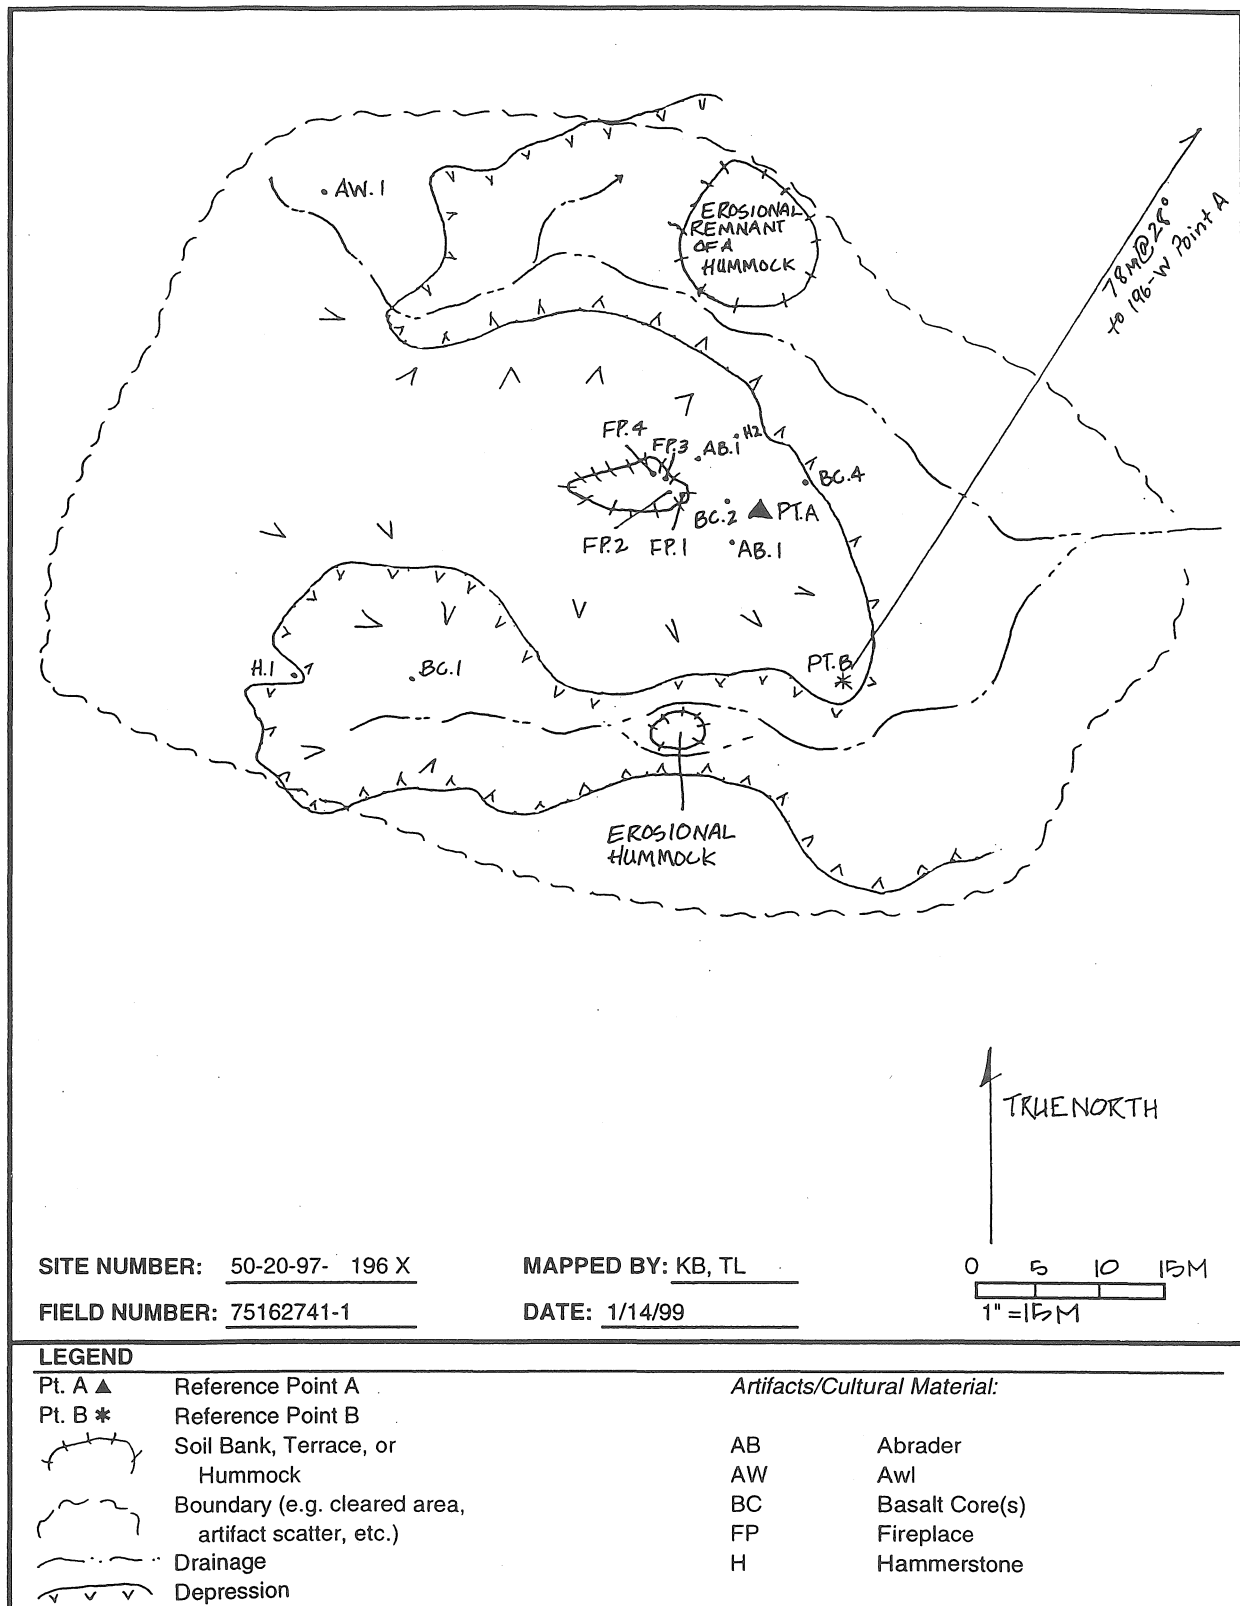 AW.1
EROSIONAL
REMNANT
OF A
HUMMOCK
78M@28°
to 196-W Point A
FP.4
FP.3
AB.1
H2
BC.4
BC.2
PT.A
FP.2
FP.1
AB.1
PT.B
H.1
BC.1
EROSIONAL
HUMMOCK
TRUE NORTH
SITE NUMBER: 50-20-97- 196 X
MAPPED BY: KB, TL
0 5 10 15M
FIELD NUMBER: 75162741-1
DATE: 1/14/99
1" = 15M
LEGEND
Pt. A ▲ Reference Point A
Artifacts/Cultural Material:
Pt. B * Reference Point B
Soil Bank, Terrace, or
Hummock
Boundary (e.g. cleared area,
artifact scatter, etc.)
Drainage
Depression
AB Abrader
AW Awl
BC Basalt Core(s)
FP Fireplace
H Hammerstone